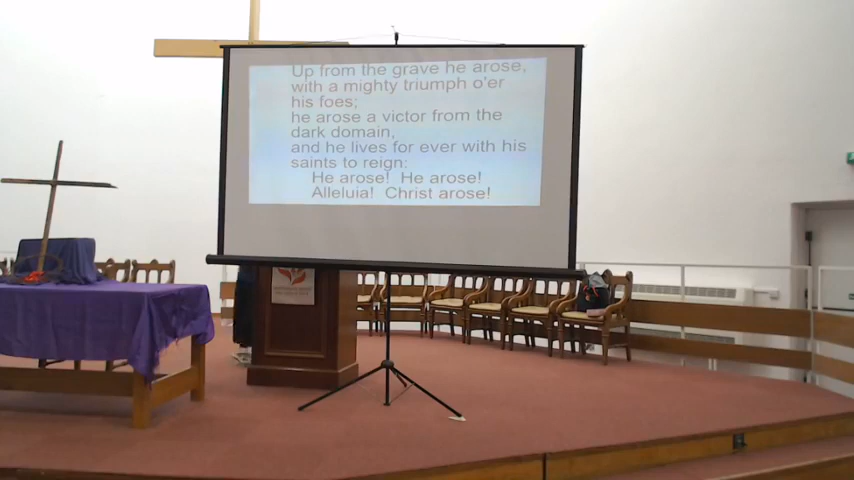 Up from the grave he arose,
with a mighty triumph o'er
his foes;
he arose a victor from the
dark domain,
and he lives for ever with his
saints to reign:
He arose! He arose!
Alleluia! Christ arose!